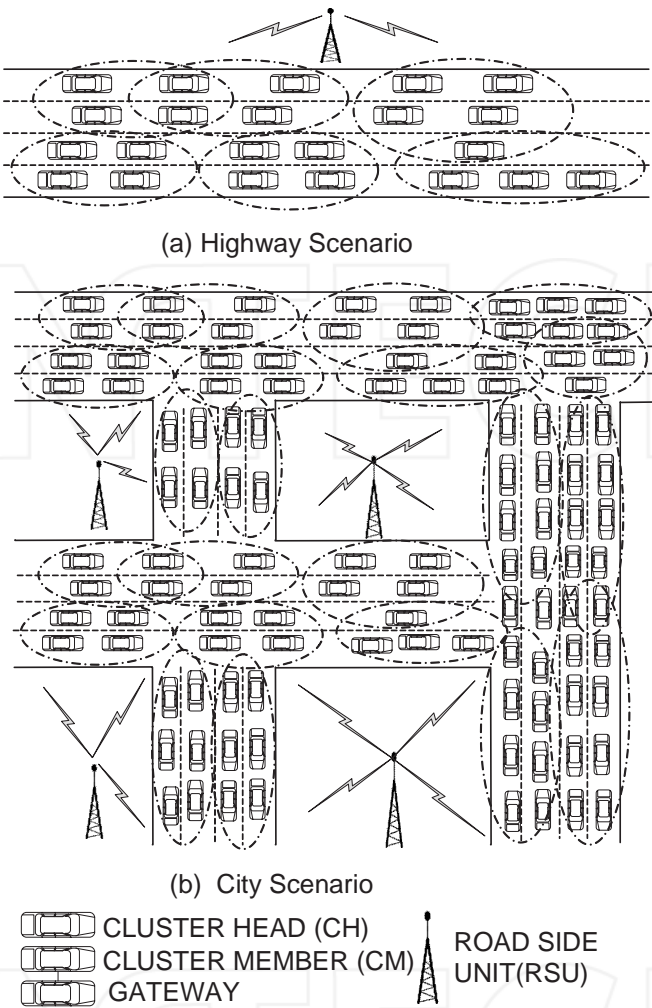 (a) Highway Scenario
(b) City Scenario
CLUSTER HEAD (CH)
CLUSTER MEMBER (CM)
GATEWAY
ROAD SIDE
UNIT(RSU)